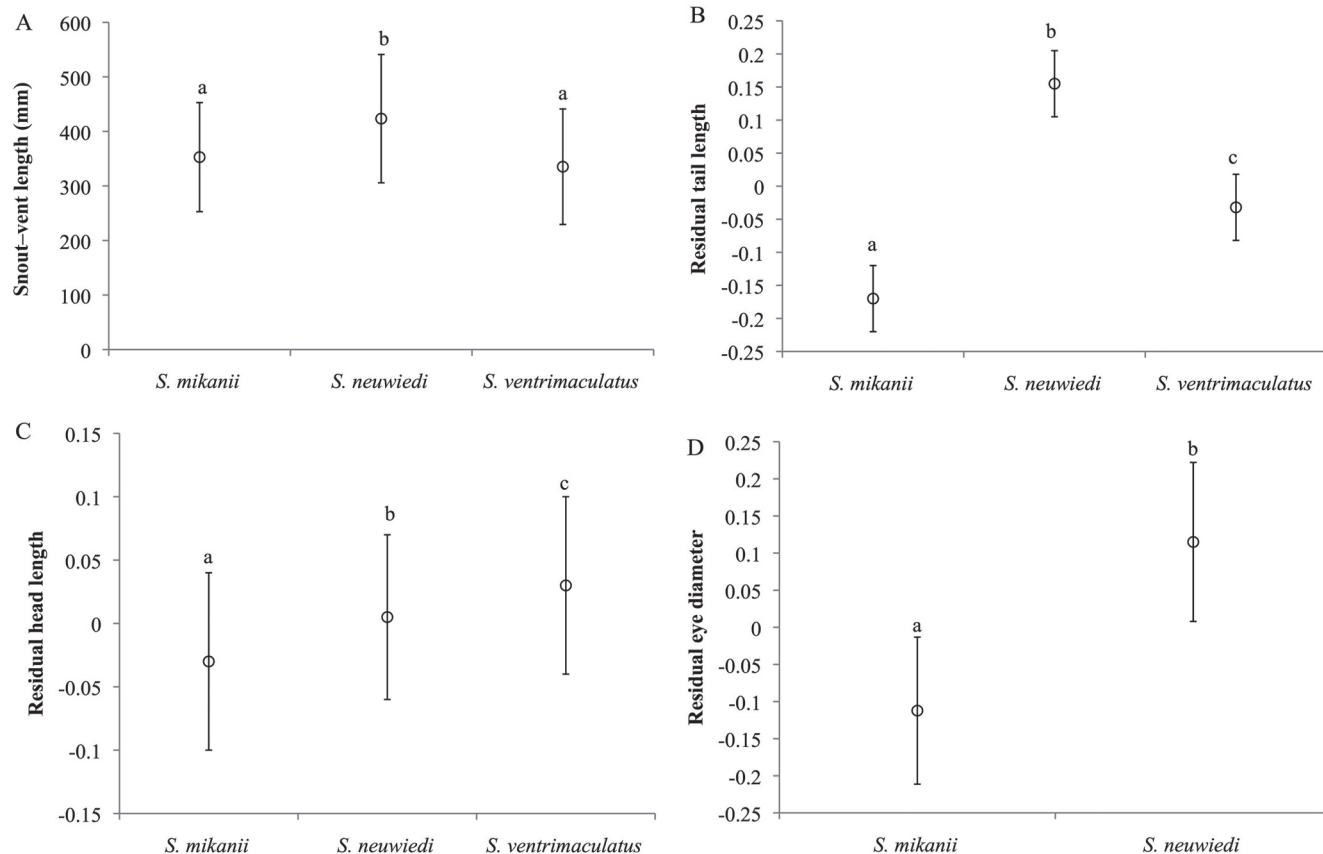 A
Snout–vent length (mm)
600
500
400
300
200
100
0
a
b
a
S. mikanii
S. neuwiedi
S. ventrimaculatus
B
Residual tail length
0.25
0.2
0.15
0.1
0.05
0
-0.05
-0.1
-0.15
-0.2
-0.25
a
b
c
S. mikanii
S. neuwiedi
S. ventrimaculatus
C
Residual head length
0.15
0.1
0.05
0
-0.05
-0.1
-0.15
a
b
c
S. mikanii
S. neuwiedi
S. ventrimaculatus
D
Residual eye diameter
0.25
0.2
0.15
0.1
0.05
0
-0.05
-0.1
-0.15
-0.2
-0.25
a
b
S. mikanii
S. neuwiedi